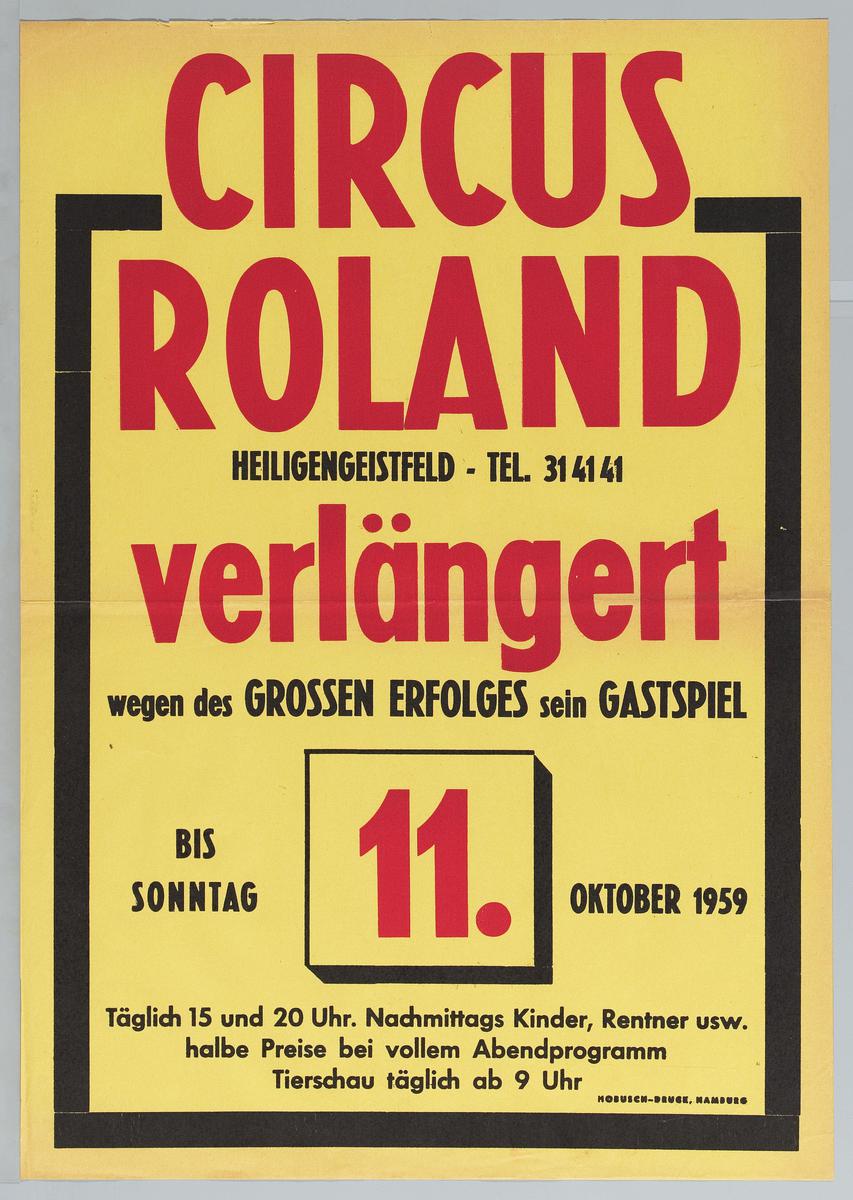 CIRCUS
ROLAND
HEILIGENGEISTFELD - TEL. 31 41 41
verlängert
wegen des GROSSEN ERFOLGES sein GASTSPIEL
BIS
SONNTAG
11.
OKTOBER 1959
Täglich 15 und 20 Uhr. Nachmittags Kinder, Rentner usw.
halbe Preise bei vollem Abendprogramm
Tierschau täglich ab 9 Uhr
HOBUSCH-DRUCK, HAMBURG